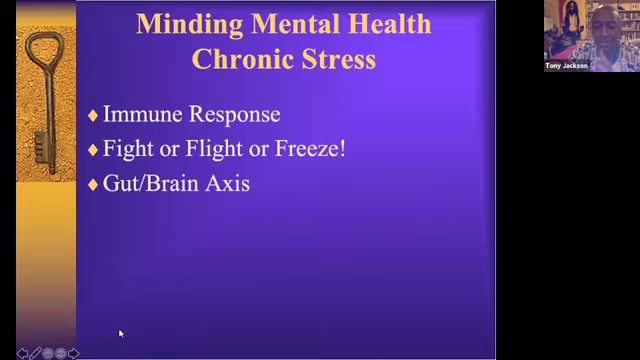 Minding Mental Health
Chronic Stress
Immune Response
Fight or Flight or Freeze!
Gut/Brain Axis
Tony Jackson